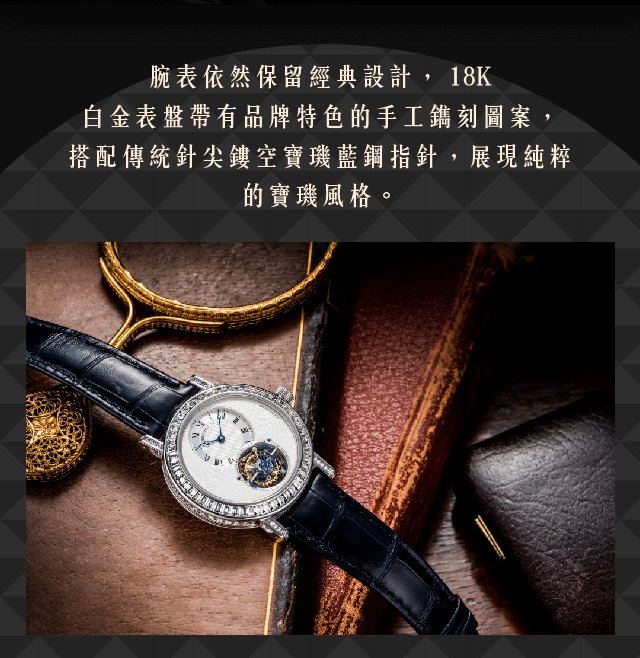 腕表依然保留經典設計，18K
白金表盤帶有品牌特色的手工鐫刻圖案，
搭配傳統針尖鏤空寶璣藍鋼指針，展現純粹
的寶璣風格。